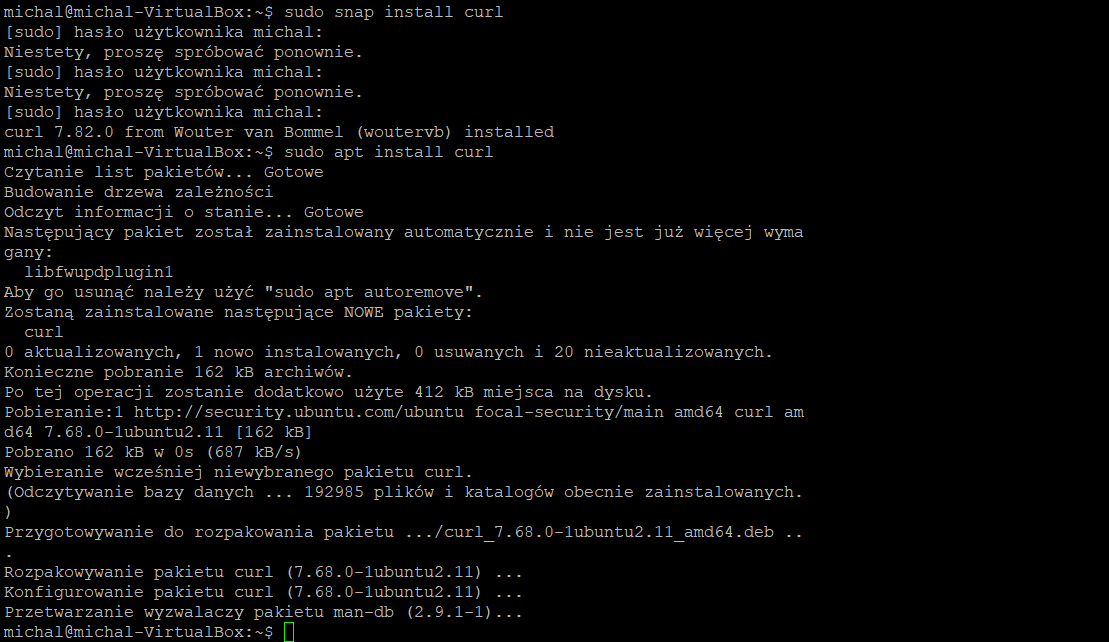 michal@michal-VirtualBox:~$ sudo snap install curl
[sudo] hasło użytkownika michal:
Niestety, proszę spróbować ponownie.
[sudo] hasło użytkownika michal:
Niestety, proszę spróbować ponownie.
[sudo] hasło użytkownika michal:
curl 7.82.0 from Wouter van Bommel (woutervb) installed
michal@michal-VirtualBox:~$ sudo apt install curl
Czytanie list pakietów... Gotowe
Budowanie drzewa zależności
Odczyt informacji o stanie... Gotowe
Następujący pakiet został zainstalowany automatycznie i nie jest już więcej wyma
gany:
  libfwupdplugin1
Aby go usunąć należy użyć "sudo apt autoremove".
Zostaną zainstalowane następujące NOWE pakiety:
  curl
0 aktualizowanych, 1 nowo instalowanych, 0 usuwanych i 20 nieaktualizowanych.
Konieczne pobranie 162 kB archiwów.
Po tej operacji zostanie dodatkowo użyte 412 kB miejsca na dysku.
Pobieranie:1 http://security.ubuntu.com/ubuntu focal-security/main amd64 curl am
d64 7.68.0-1ubuntu2.11 [162 kB]
Pobrano 162 kB w 0s (687 kB/s)
Wybieranie wcześniej niewybranego pakietu curl.
(Odczytywanie bazy danych ... 192985 plików i katalogów obecnie zainstalowanych.
)
Przygotowywanie do rozpakowania pakietu .../curl_7.68.0-1ubuntu2.11_amd64.deb ..
.
Rozpakowywanie pakietu curl (7.68.0-1ubuntu2.11) ...
Konfigurowanie pakietu curl (7.68.0-1ubuntu2.11) ...
Przetwarzanie wyzwalaczy pakietu man-db (2.9.1-1)...
michal@michal-VirtualBox:~$